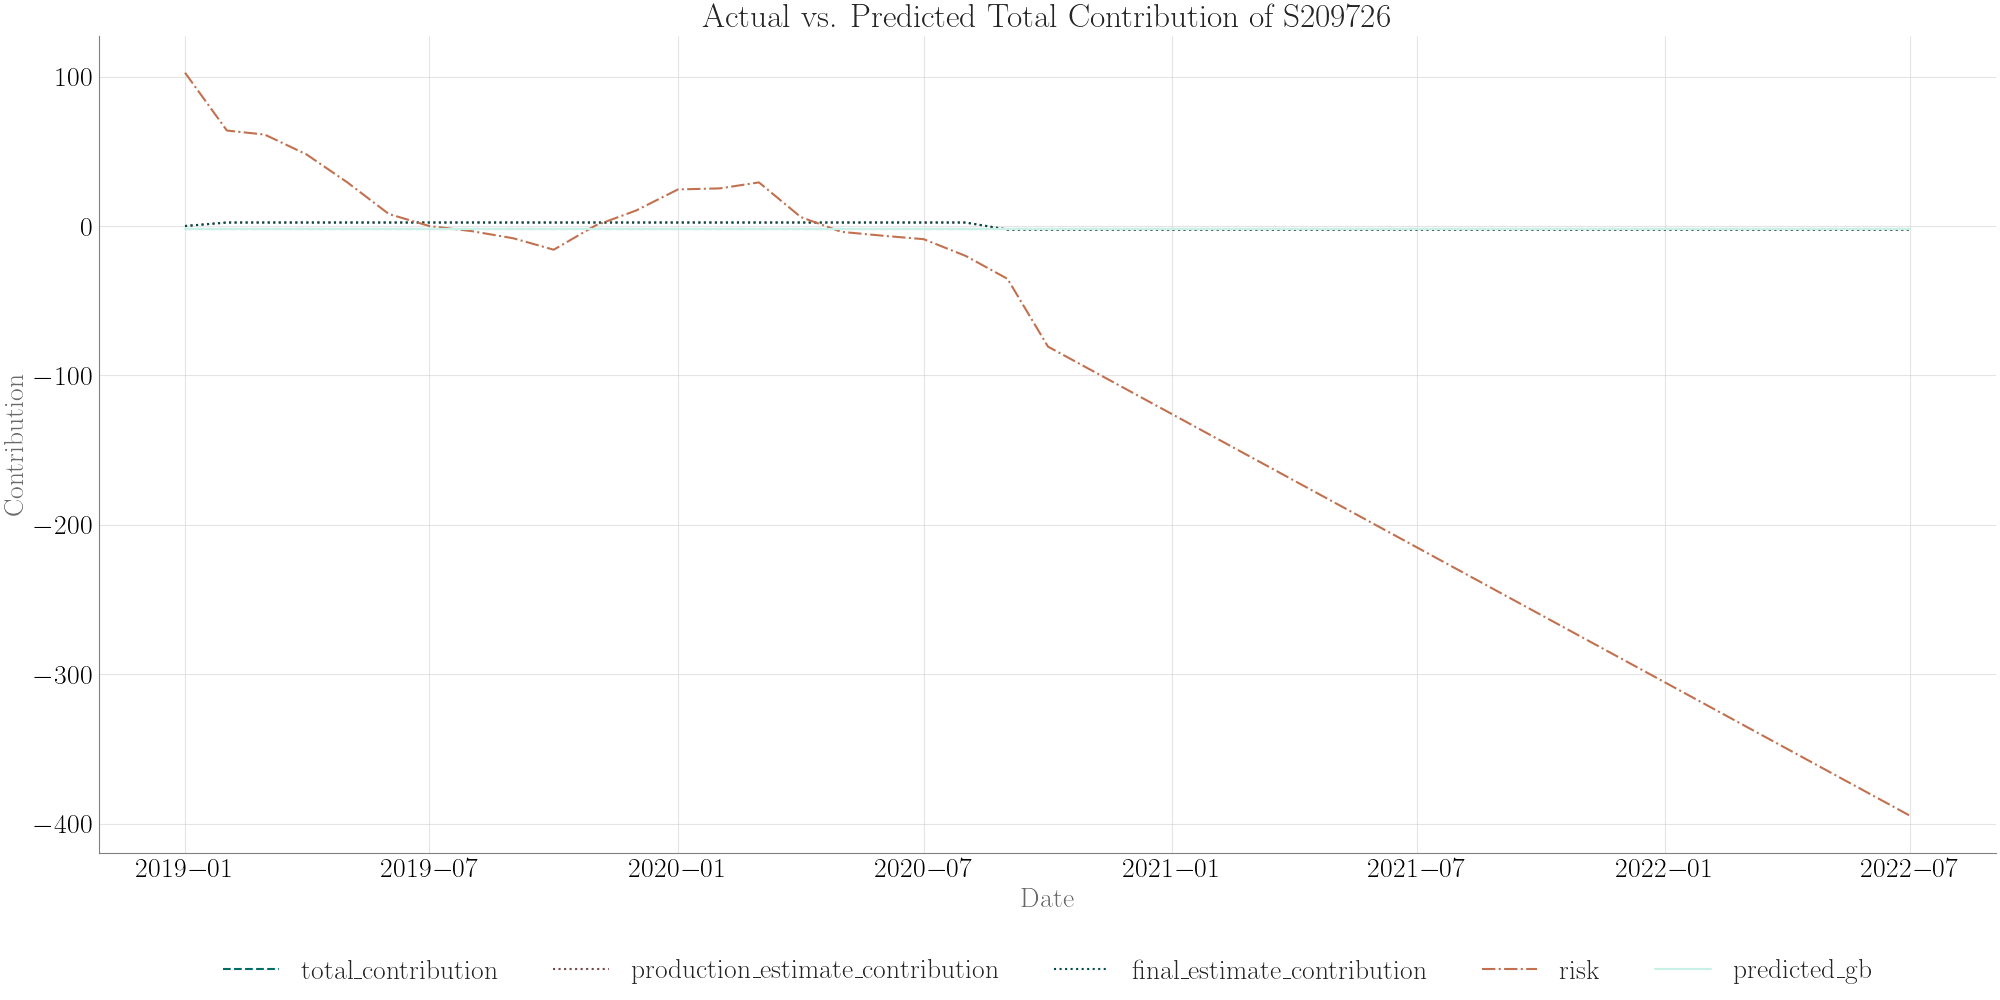 Actual vs. Predicted Total Contribution of S209726
100
0
−100
−200
−300
−400
Contribution
2019−01 2019−07 2020−01 2020−07 2021−01 2021−07 2022−01 2022−07
Date
total_contribution production_estimate_contribution final_estimate_contribution risk predicted_gb